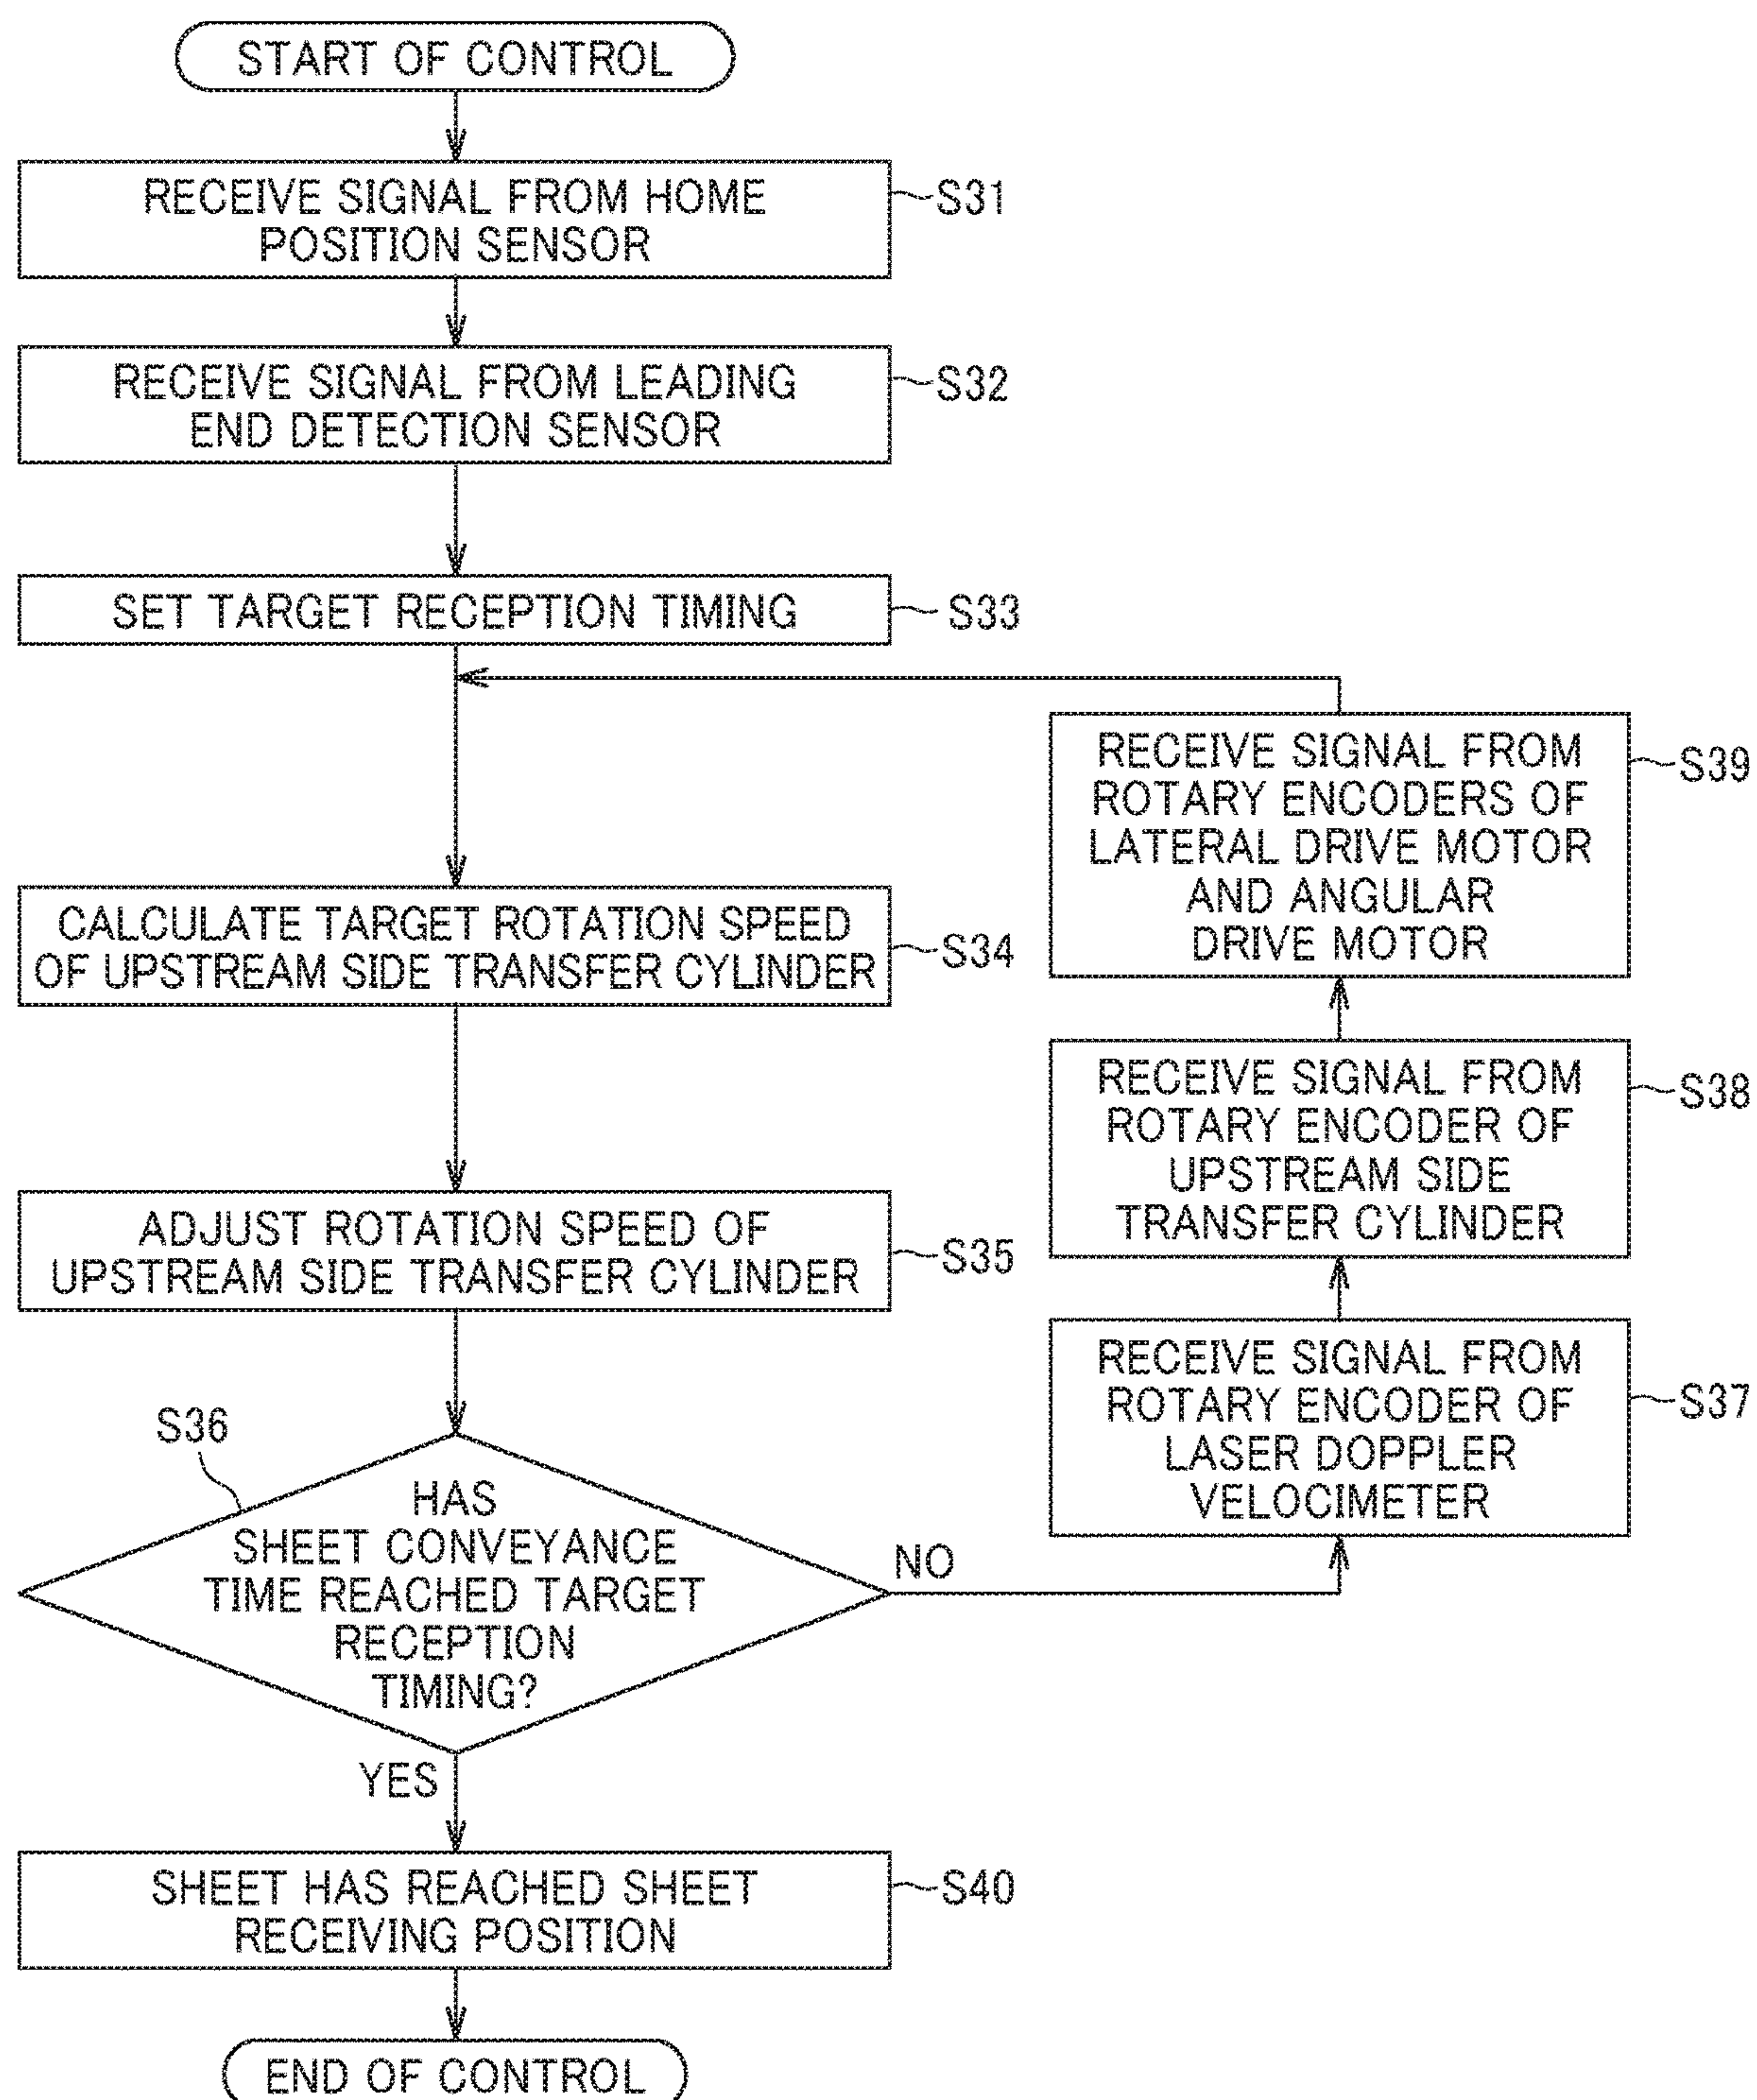 START OF CONTROL
RECEIVE SIGNAL FROM HOME
POSITION SENSOR
S31
RECEIVE SIGNAL FROM LEADING
END DETECTION SENSOR
S32
SET TARGET RECEPTION TIMING
S33
CALCULATE TARGET ROTATION SPEED
OF UPSTREAM SIDE TRANSFER CYLINDER
S34
ADJUST ROTATION SPEED OF
UPSTREAM SIDE TRANSFER CYLINDER
S35
S36
HAS
SHEET CONVEYANCE
TIME REACHED TARGET
RECEPTION
TIMING?
NO
RECEIVE SIGNAL FROM
ROTARY ENCODER OF
LASER DOPPLER
VELOCIMETER
S37
RECEIVE SIGNAL FROM
ROTARY ENCODER OF
UPSTREAM SIDE
TRANSFER CYLINDER
S38
RECEIVE SIGNAL FROM
ROTARY ENCODERS OF
LATERAL DRIVE MOTOR
AND ANGULAR
DRIVE MOTOR
S39
YES
SHEET HAS REACHED SHEET
RECEIVING POSITION
S40
END OF CONTROL